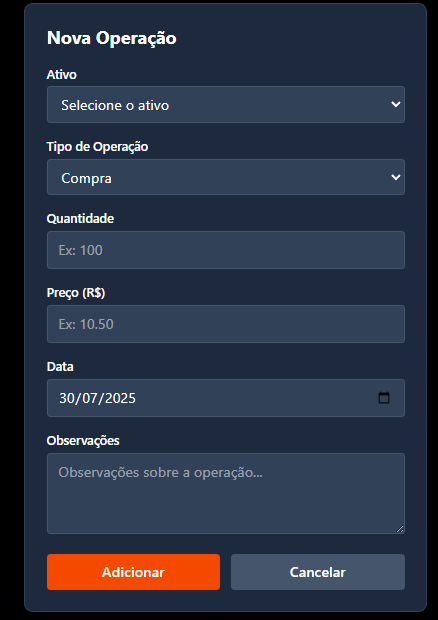 Nova Operação
Ativo
Selecione o ativo
Tipo de Operação
Compra
Quantidade
Ex: 100
Preço (R$)
Ex: 10.50
Data
30/07/2025
Observações
Observações sobre a operação...
Adicionar
Cancelar